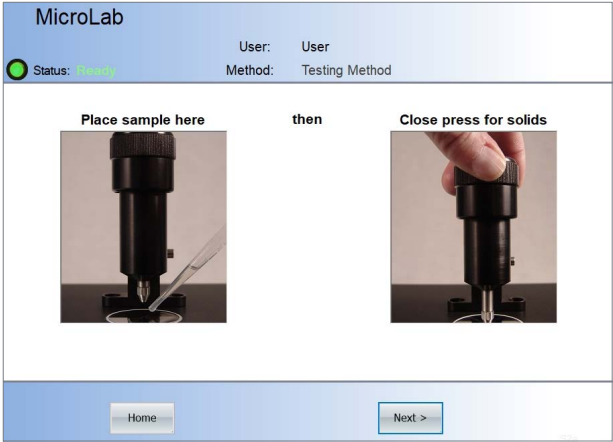 MicroLab
User: User
Status: Ready Method: Testing Method
Place sample here then Close press for solids
Home Next >